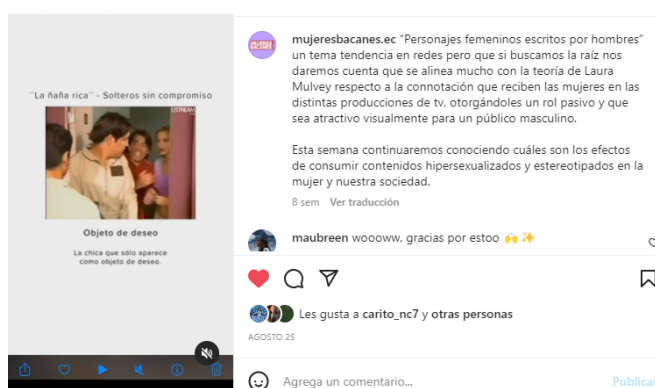 "La ñaña rica" - Solteros sin compromiso
USTREAM
Objeto de deseo
La chica que sólo aparece
como objeto de deseo.
MUJERES
BACANES
mujeresbacanes.ec "Personajes femeninos escritos por hombres"
un tema tendencia en redes pero que si buscamos la raíz nos
daremos cuenta que se alinea mucho con la teoría de Laura
Mulvey respecto a la connotación que reciben las mujeres en las
distintas producciones de tv, otorgándoles un rol pasivo y que
sea atractivo visualmente para un público masculino.
Esta semana continuaremos conociendo cuáles son los efectos
de consumir contenidos hipersexualizados y estereotipados en la
mujer y nuestra sociedad.
8 sem Ver traducción
maubreen woooww, gracias por estoo 🙌 ✨
Les gusta a carito_nc7 y otras personas
AGOSTO 25
Agrega un comentario...
Publicar